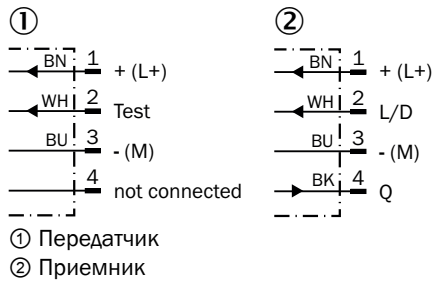 ① ②
BN 1 + (L+) BN 1 + (L+)
WH 2 Test WH 2 L/D
BU 3 - (M) BU 3 - (M)
4 not connected BK 4 Q
① Передатчик
② Приемник